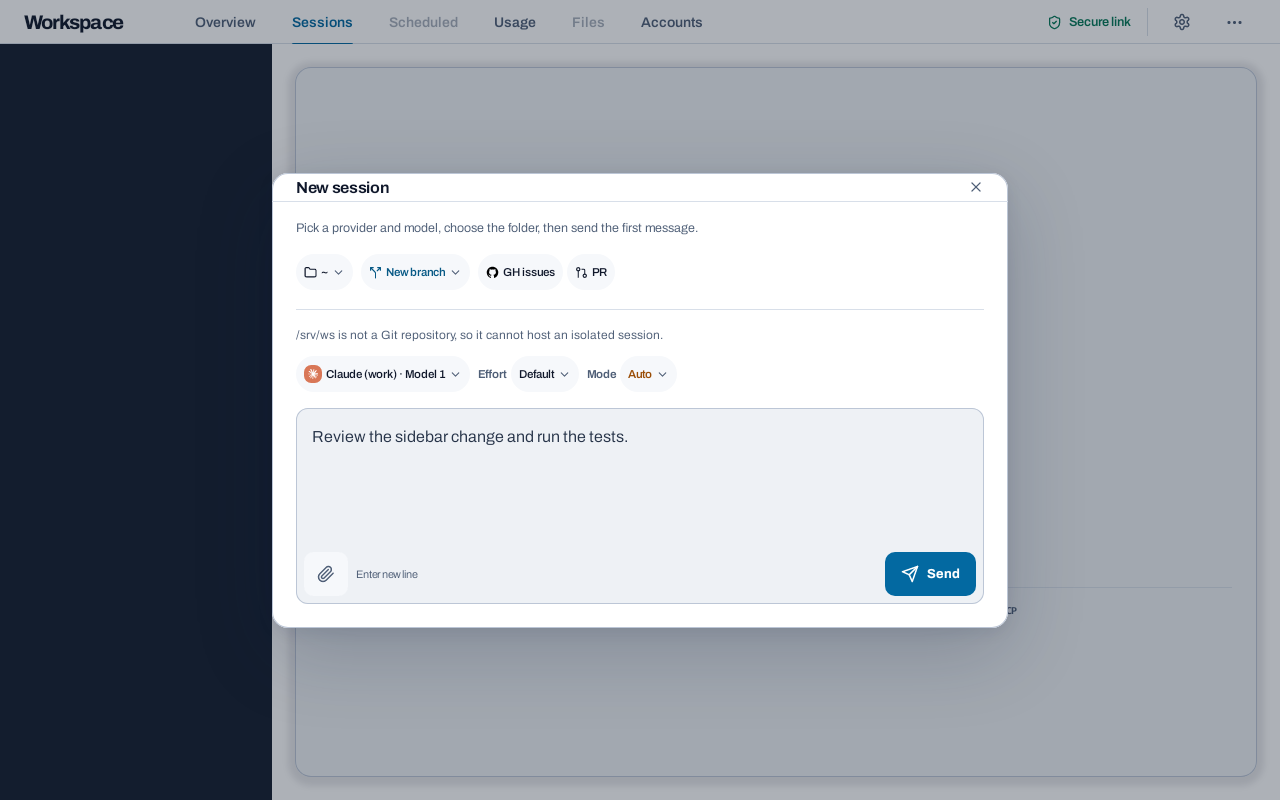 Workspace
Overview
Sessions
Scheduled
Usage
Files
Accounts
Secure link
New session
Pick a provider and model, choose the folder, then send the first message.
~
New branch
GH issues
PR
/srv/ws is not a Git repository, so it cannot host an isolated session.
Claude (work) · Model 1
Effort
Default
Mode
Auto
Review the sidebar change and run the tests.
Enter new line
Send